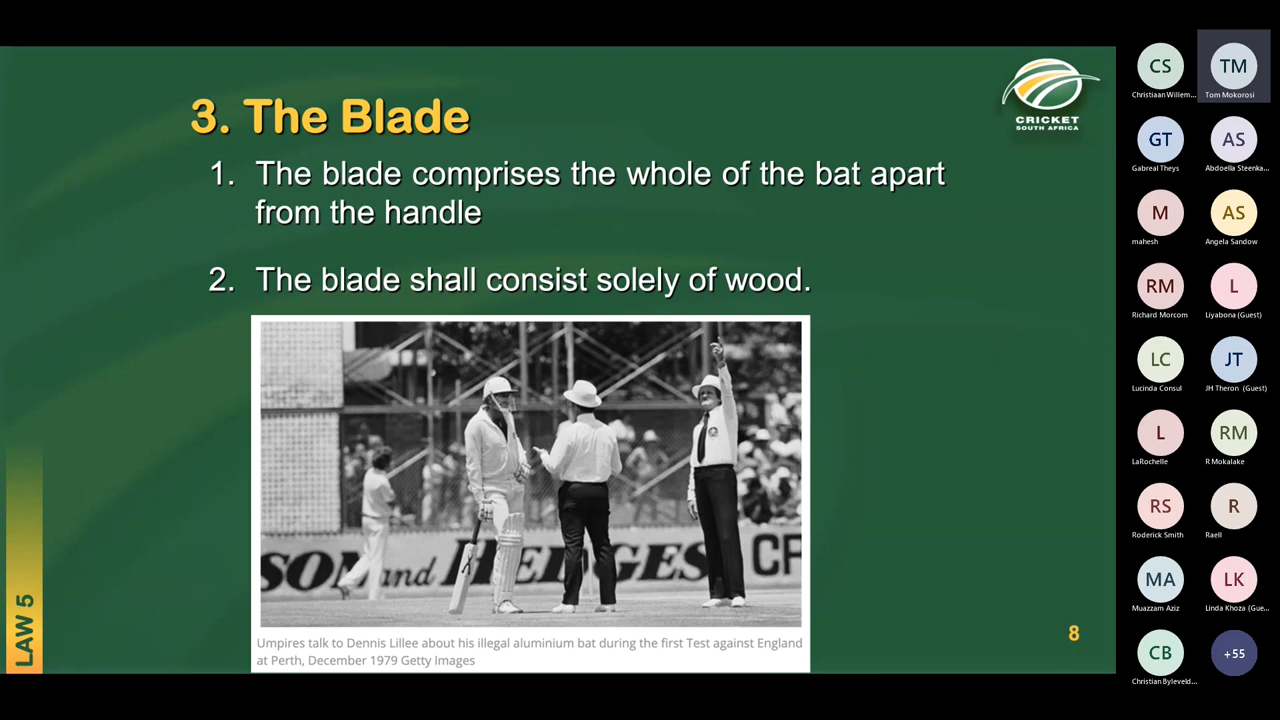 3. The Blade
1. The blade comprises the whole of the bat apart
from the handle
2. The blade shall consist solely of wood.
SON and HEDGES
CP
Umpires talk to Dennis Lillee about his illegal aluminium bat during the first Test against England
at Perth, December 1979 Getty Images
LAW 5
8
CRICKET
SOUTH AFRICA
CS
Christiaan Willem...
TM
Tom Mokorosi
GT
Gabreal Theys
AS
Abdoella Steenka...
M
mahesh
AS
Angela Sandow
RM
Richard Morcom
L
Liyabona (Guest)
LC
Lucinda Consul
JT
JH Theron (Guest)
L
LaRochelle
RM
R Mokalake
RS
Roderick Smith
R
Raell
MA
Muazzam Aziz
LK
Linda Khoza (Gue...
CB
Christian Byleveld...
+55